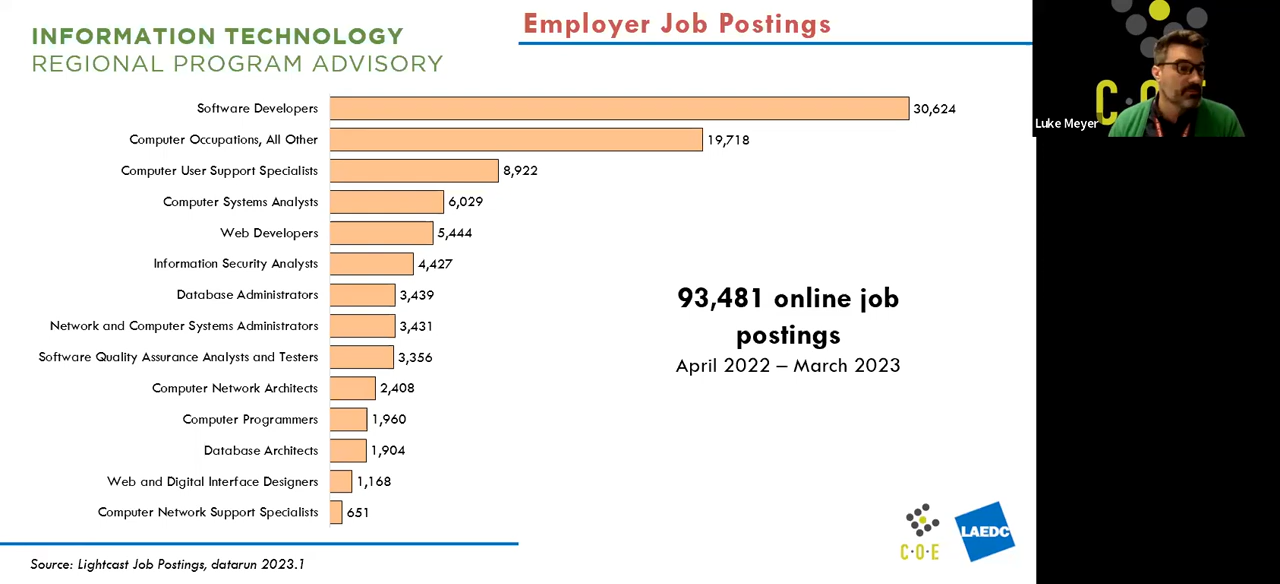 INFORMATION TECHNOLOGY
REGIONAL PROGRAM ADVISORY
Employer Job Postings
Software Developers 30,624
Computer Occupations, All Other 19,718
Computer User Support Specialists 8,922
Computer Systems Analysts 6,029
Web Developers 5,444
Information Security Analysts 4,427
Database Administrators 3,439
Network and Computer Systems Administrators 3,431
Software Quality Assurance Analysts and Testers 3,356
Computer Network Architects 2,408
Computer Programmers 1,960
Database Architects 1,904
Web and Digital Interface Designers 1,168
Computer Network Support Specialists 651
93,481 online job
postings
April 2022 – March 2023
C·O·E
LAEDC
Source: Lightcast Job Postings, datarun 2023.1
C·O·E
Luke Meyer